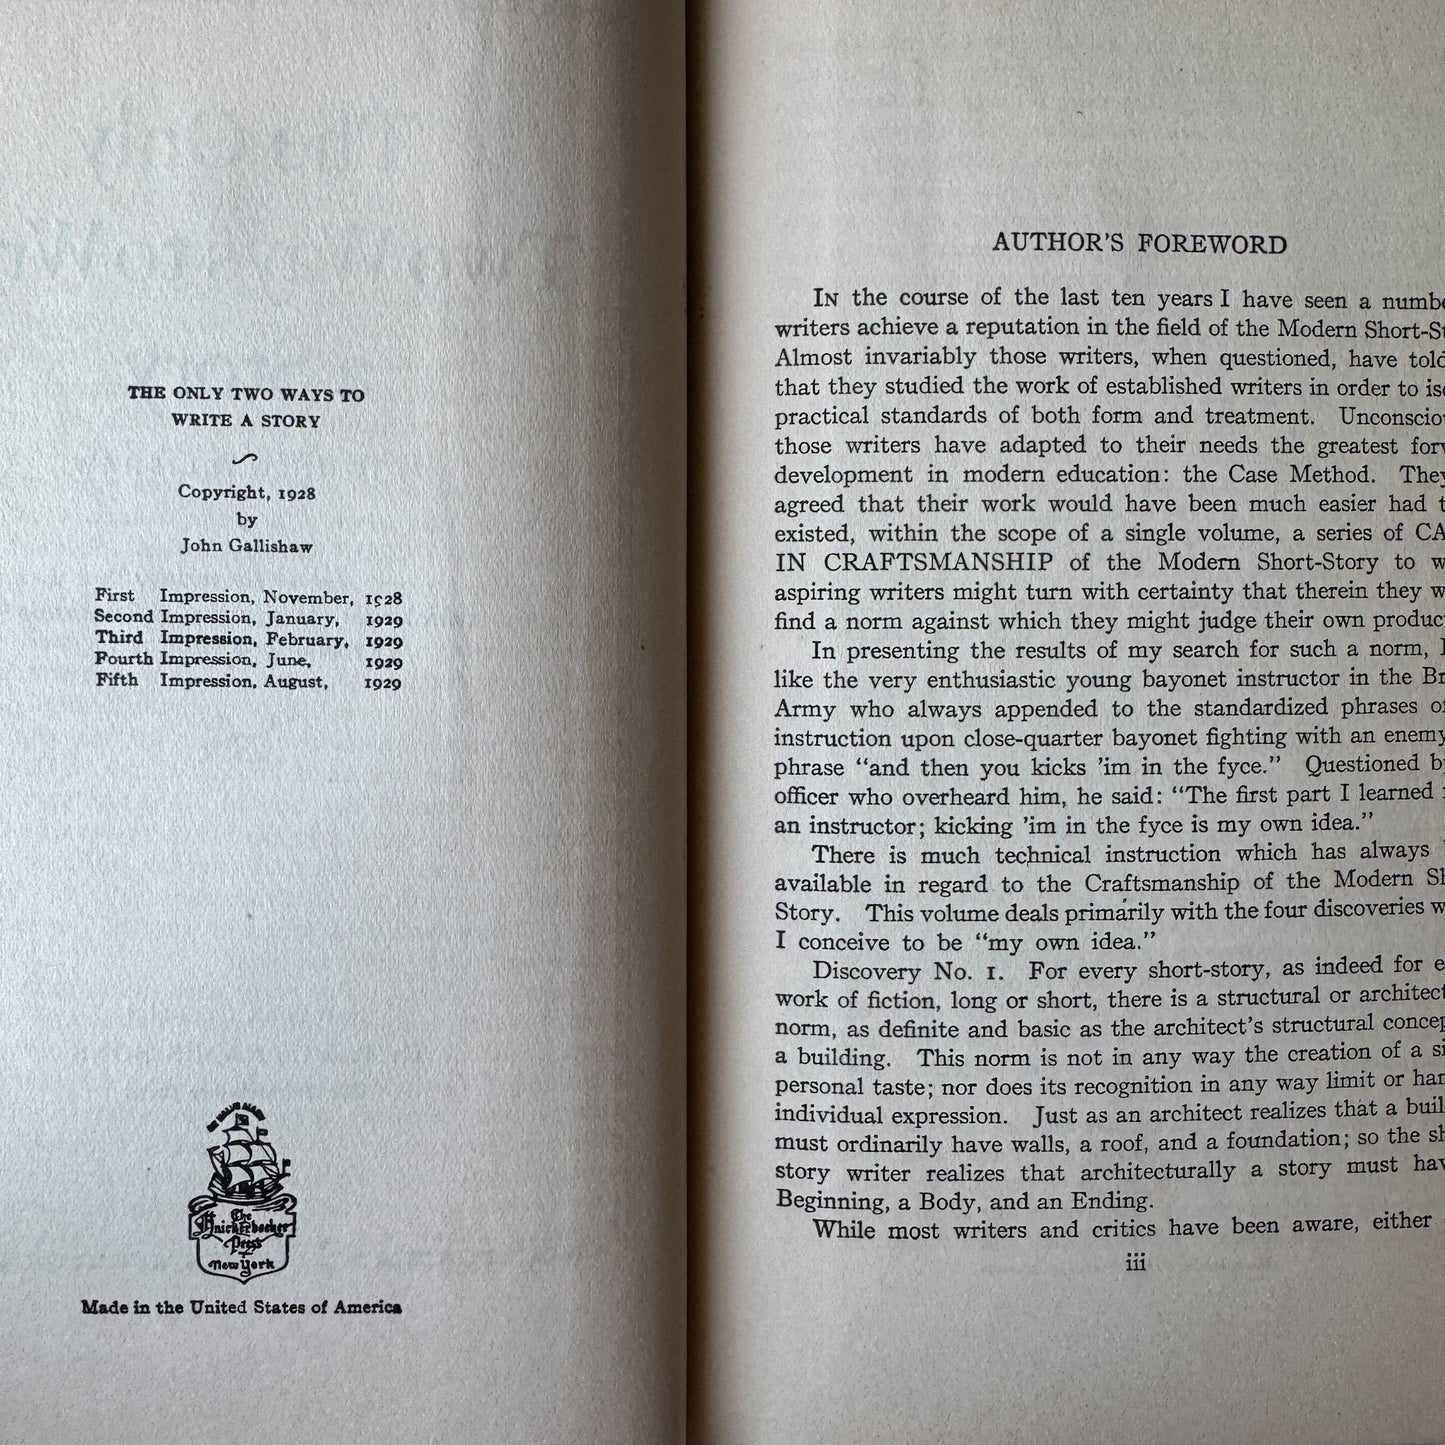 THE ONLY TWO WAYS TO
WRITE A STORY
Copyright, 1928
by
John Gallishaw
First Impression, November, 1928
Second Impression, January, 1929
Third Impression, February, 1929
Fourth Impression, June, 1929
Fifth Impression, August, 1929
The
Knickerbocker
Press
New York
Made in the United States of America
AUTHOR'S FOREWORD
IN the course of the last ten years I have seen a numbe
writers achieve a reputation in the field of the Modern Short-St
Almost invariably those writers, when questioned, have told
that they studied the work of established writers in order to iso
practical standards of both form and treatment. Unconsciou
those writers have adapted to their needs the greatest forw
development in modern education: the Case Method. They
agreed that their work would have been much easier had t
existed, within the scope of a single volume, a series of CA
IN CRAFTSMANSHIP of the Modern Short-Story to w
aspiring writers might turn with certainty that therein they w
find a norm against which they might judge their own product
In presenting the results of my search for such a norm, I
like the very enthusiastic young bayonet instructor in the Br
Army who always appended to the standardized phrases of
instruction upon close-quarter bayonet fighting with an enemy
phrase "and then you kicks 'im in the fyce." Questioned by
officer who overheard him, he said: "The first part I learned f
an instructor; kicking 'im in the fyce is my own idea."
There is much technical instruction which has always
available in regard to the Craftsmanship of the Modern Sh
Story. This volume deals primarily with the four discoveries w
I conceive to be "my own idea."
Discovery No. 1. For every short-story, as indeed for e
work of fiction, long or short, there is a structural or architect
norm, as definite and basic as the architect's structural concep
a building. This norm is not in any way the creation of a si
personal taste; nor does its recognition in any way limit or ham
individual expression. Just as an architect realizes that a buil
must ordinarily have walls, a roof, and a foundation; so the sh
story writer realizes that architecturally a story must hav
Beginning, a Body, and an Ending.
While most writers and critics have been aware, either
iii